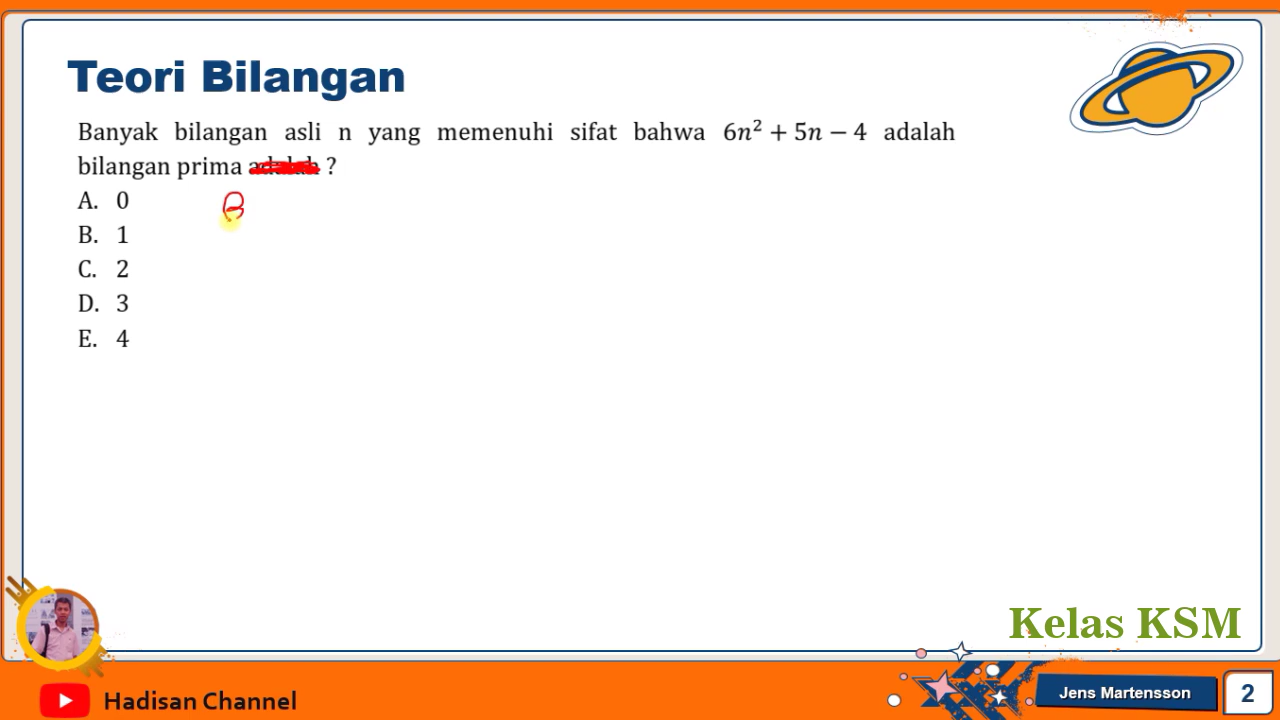 Teori Bilangan
Banyak bilangan asli n yang memenuhi sifat bahwa 6n² + 5n − 4 adalah
bilangan prima adalah ?
A. 0
B
B. 1
C. 2
D. 3
E. 4
Kelas KSM
Hadisan Channel
Jens Martensson
2